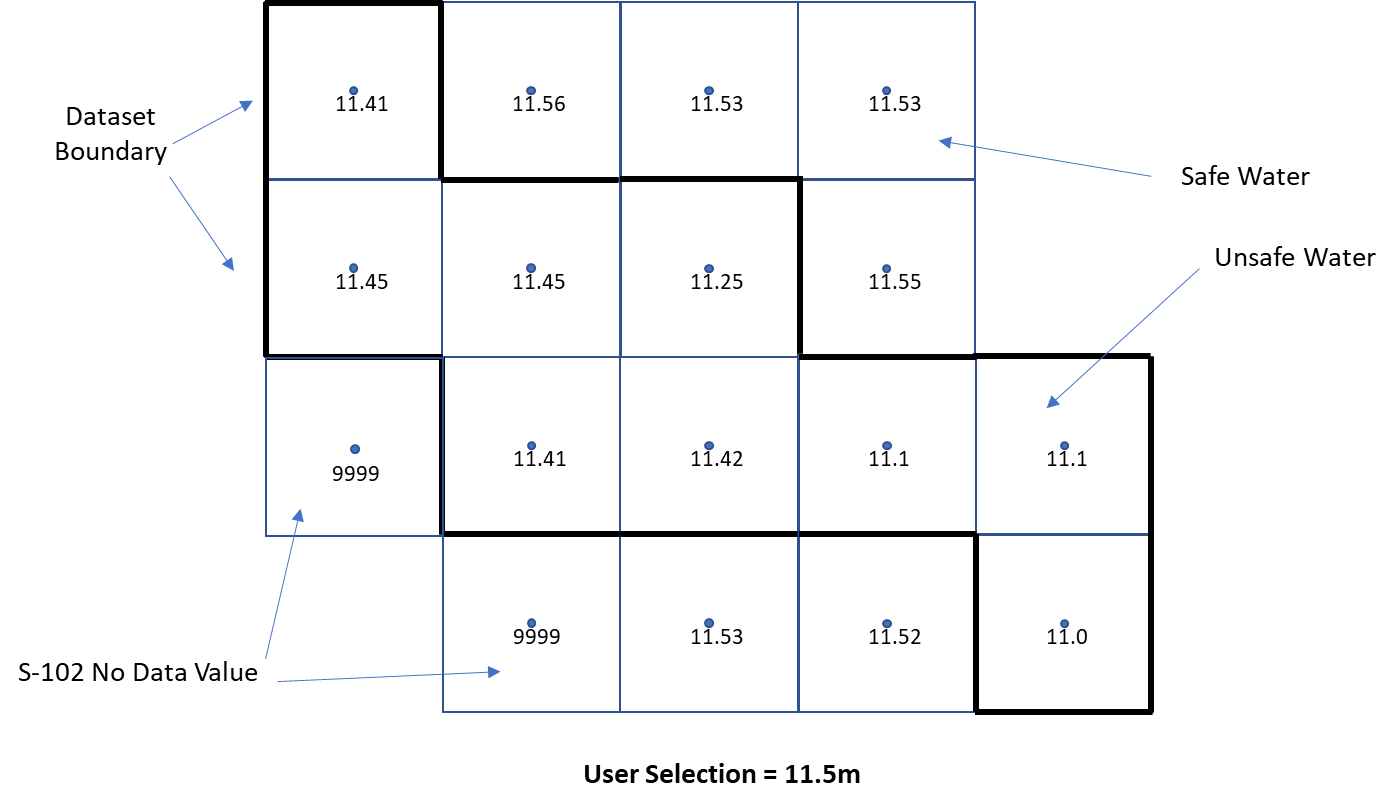 Dataset
Boundary
11.41 11.56 11.53 11.53
Safe Water
Unsafe Water
11.45 11.45 11.25 11.55
9999 11.41 11.42 11.1 11.1
S-102 No Data Value
9999 11.53 11.52 11.0
User Selection = 11.5m